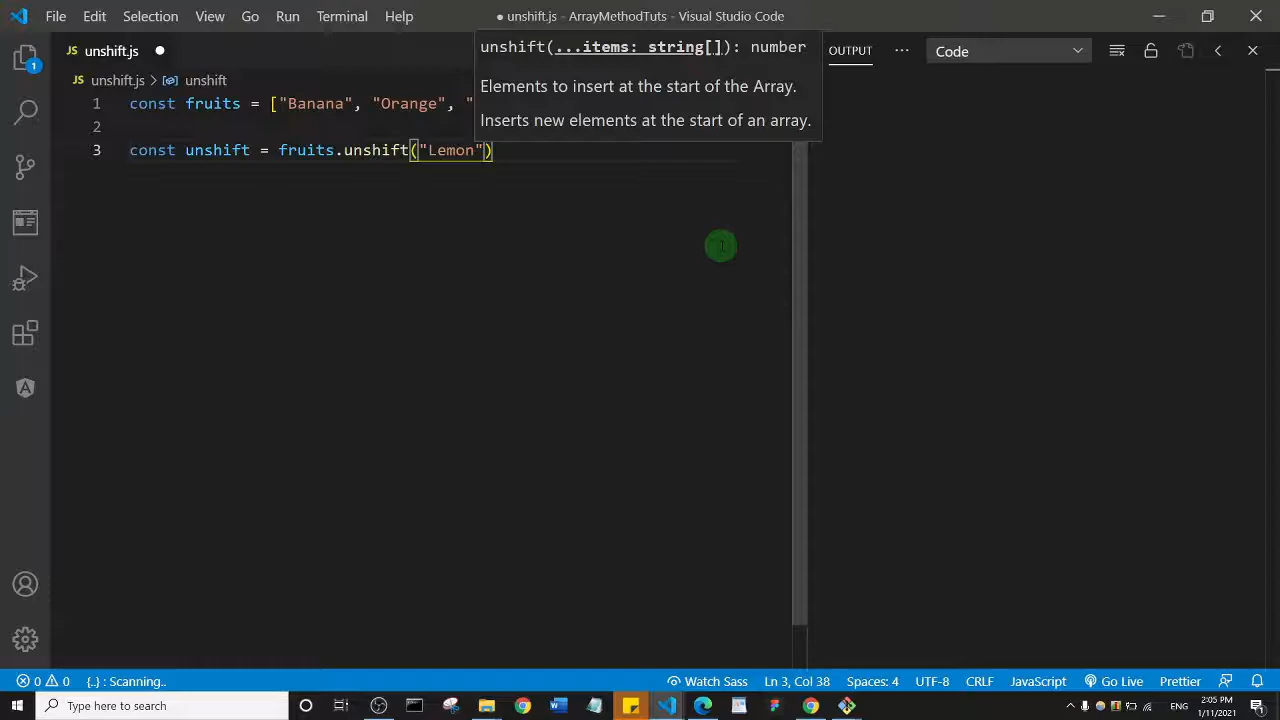 File Edit Selection View Go Run Terminal Help ● unshift.js - ArrayMethodTuts - Visual Studio Code
JS unshift.js ●
unshift(...items: string[]): number
OUTPUT ... Code
JS unshift.js > unshift
Elements to insert at the start of the Array.
1 const fruits = ["Banana", "Orange", "
Inserts new elements at the start of an array.
2
3 const unshift = fruits.unshift("Lemon")
1
0 0 {..} : Scanning.. Watch Sass Ln 3, Col 38 Spaces: 4 UTF-8 CRLF JavaScript Go Live Prettier
Type here to search ENG 2:05 PM
1/11/2021